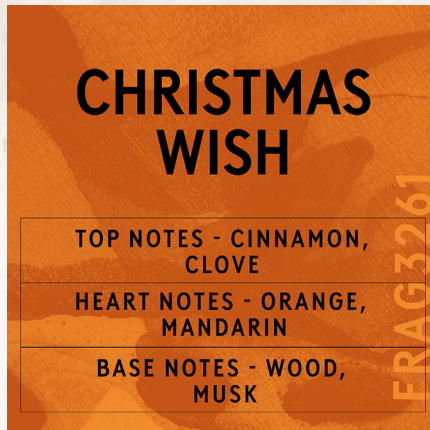 CHRISTMAS
WISH
TOP NOTES - CINNAMON,
CLOVE
HEART NOTES - ORANGE,
MANDARIN
BASE NOTES - WOOD,
MUSK
FRAG3261